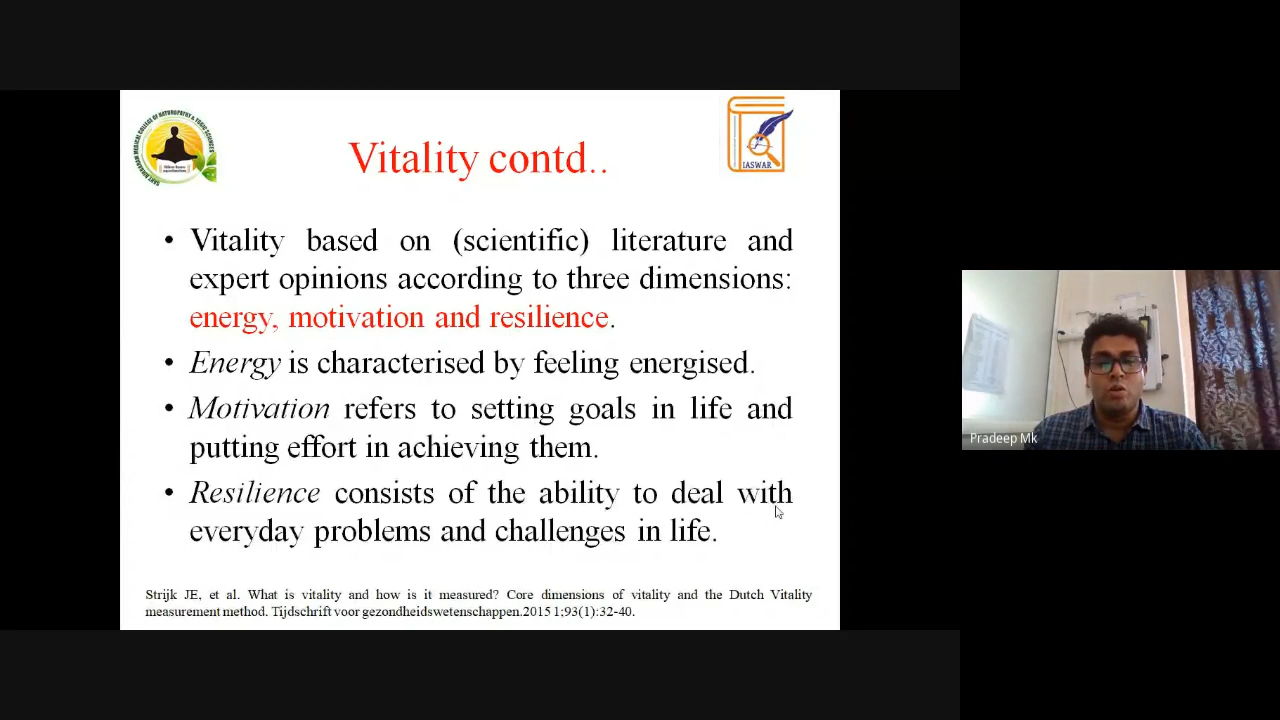 Vitality contd..
IASWAR
• Vitality based on (scientific) literature and
expert opinions according to three dimensions:
energy, motivation and resilience.
• Energy is characterised by feeling energised.
• Motivation refers to setting goals in life and
putting effort in achieving them.
• Resilience consists of the ability to deal with
everyday problems and challenges in life.
Strijk JE, et al. What is vitality and how is it measured? Core dimensions of vitality and the Dutch Vitality
measurement method. Tijdschrift voor gezondheidswetenschappen.2015 1;93(1):32-40.
Pradeep Mk